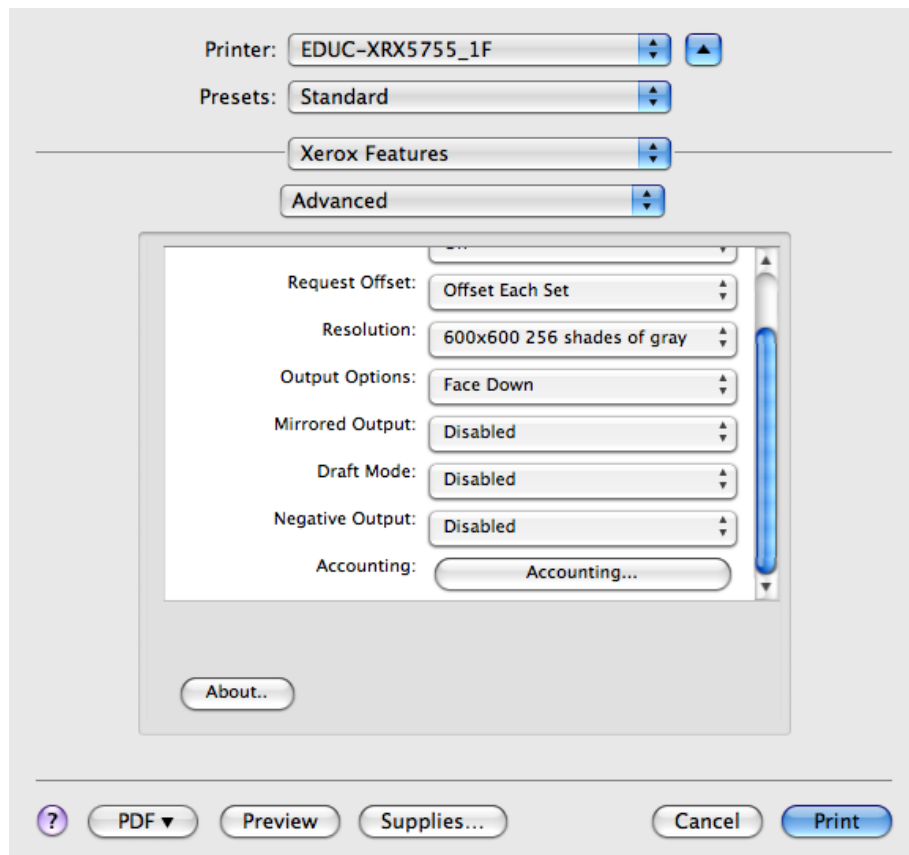 Printer: EDUC-XRX5755_1F
Presets: Standard
Xerox Features
Advanced
Request Offset: Offset Each Set
Resolution: 600x600 256 shades of gray
Output Options: Face Down
Mirrored Output: Disabled
Draft Mode: Disabled
Negative Output: Disabled
Accounting: Accounting...
About..
? PDF▼ Preview Supplies... Cancel Print